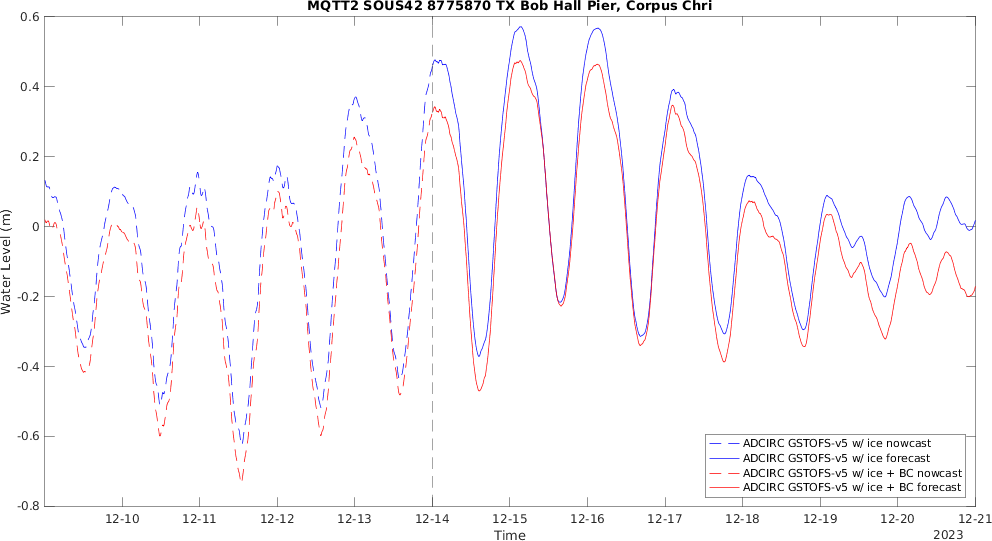 MQTT2 SOUS42 8775870 TX Bob Hall Pier, Corpus Chri
0.6
0.4
0.2
0
-0.2
-0.4
-0.6
-0.8
Water Level (m)
12-10 12-11 12-12 12-13 12-14 12-15 12-16 12-17 12-18 12-19 12-20 12-21
Time
2023
ADCIRC GSTOFS-v5 w/ ice nowcast
ADCIRC GSTOFS-v5 w/ ice forecast
ADCIRC GSTOFS-v5 w/ ice + BC nowcast
ADCIRC GSTOFS-v5 w/ ice + BC forecast